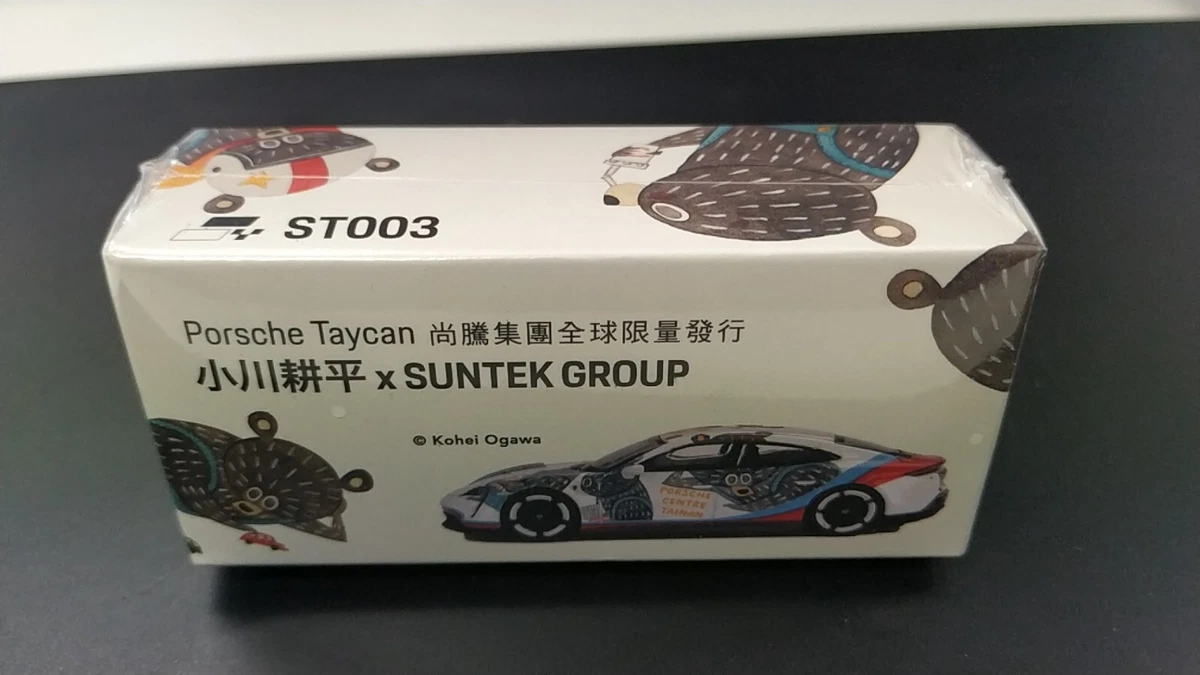 ST003
Porsche Taycan 尚騰集團全球限量發行
小川耕平 x SUNTEK GROUP
© Kohei Ogawa
PORSCHE
CENTRE
TAINAN